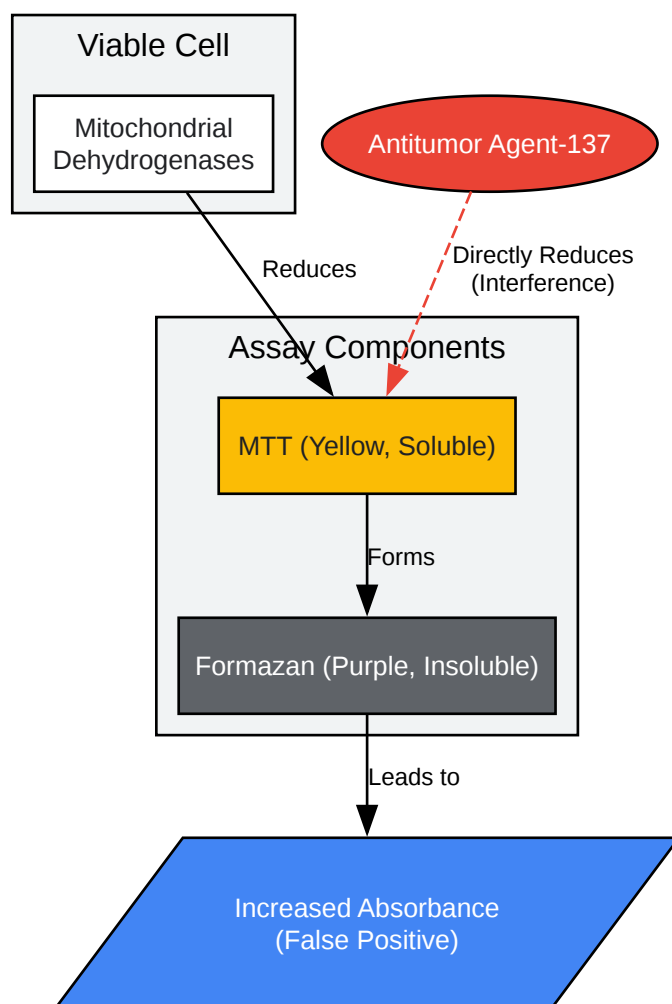 Viable Cell
Mitochondrial
Dehydrogenases
Antitumor Agent-137
Reduces
Directly Reduces
(Interference)
Assay Components
MTT (Yellow, Soluble)
Forms
Formazan (Purple, Insoluble)
Leads to
Increased Absorbance
(False Positive)